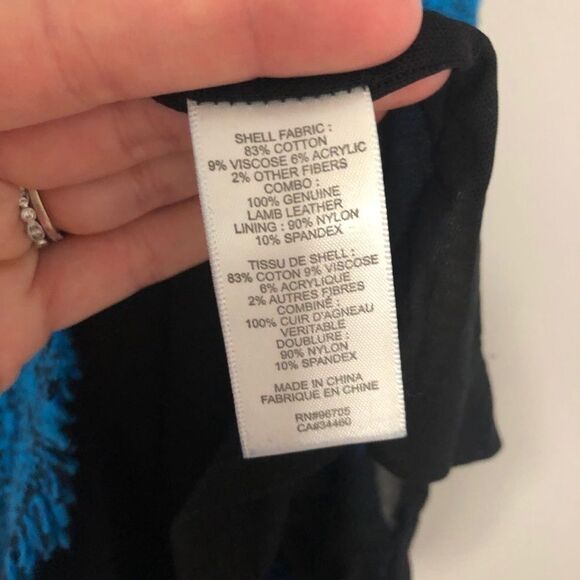 SHELL FABRIC :
83% COTTON
9% VISCOSE 6% ACRYLIC
2% OTHER FIBERS
COMBO :
100% GENUINE
LAMB LEATHER
LINING : 90% NYLON
10% SPANDEX
TISSU DE SHELL :
83% COTON 9% VISCOSE
6% ACRYLIQUE
2% AUTRES FIBRES
COMBINÉ :
100% CUIR D'AGNEAU
VERITABLE
DOUBLURE :
90% NYLON
10% SPANDEX
MADE IN CHINA
FABRIQUE EN CHINE
RN#96705
CA#34460